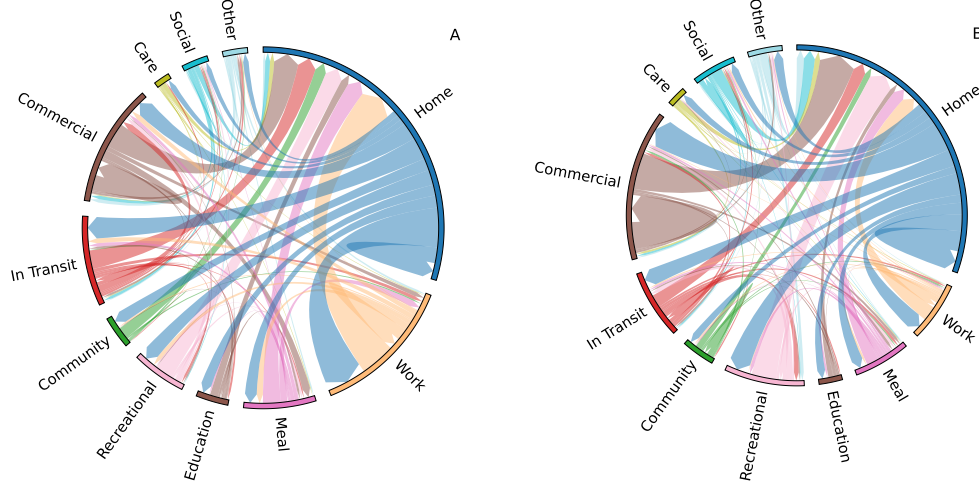 A
Other
Social
Care
Home
Commercial
In Transit
Community
Recreational
Education
Meal
Work
Other
Social
Care
Home
Commercial
In Transit
Community
Recreational
Education
Meal
Work